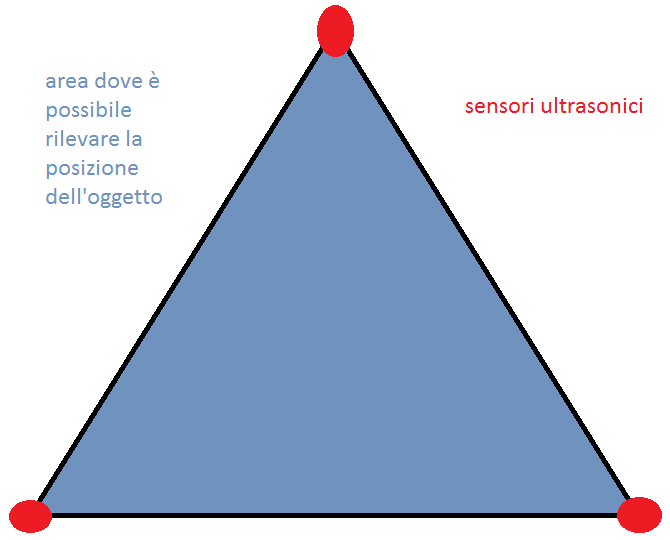 area dove è
possibile
rilevare la
posizione
dell'oggetto
sensori ultrasonici